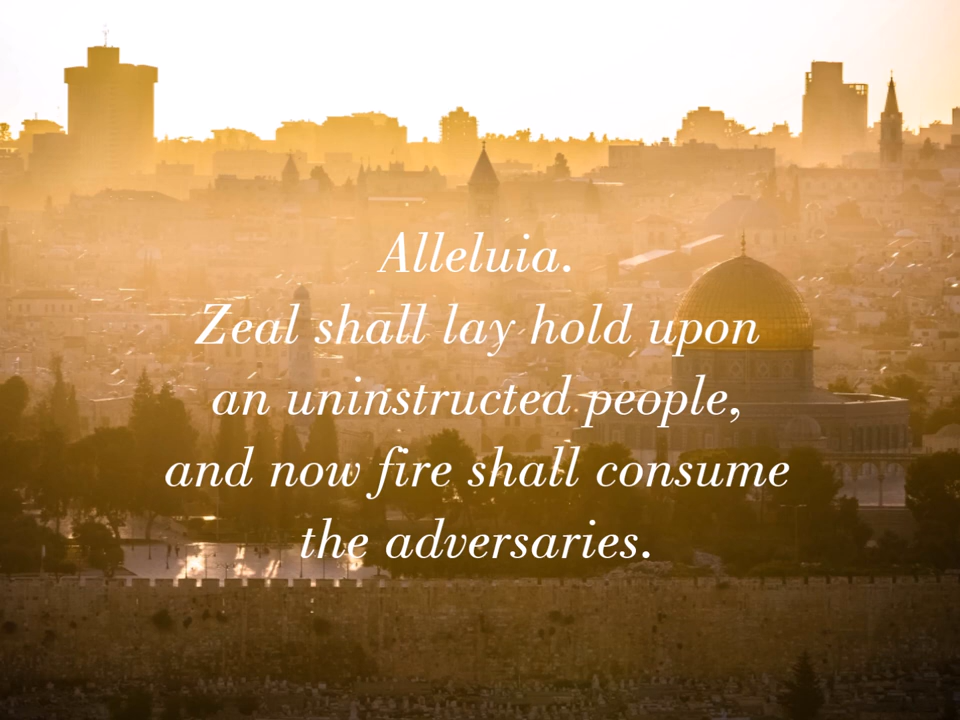 Alleluia.
Zeal shall lay hold upon
an uninstructed people,
and now fire shall consume
the adversaries.